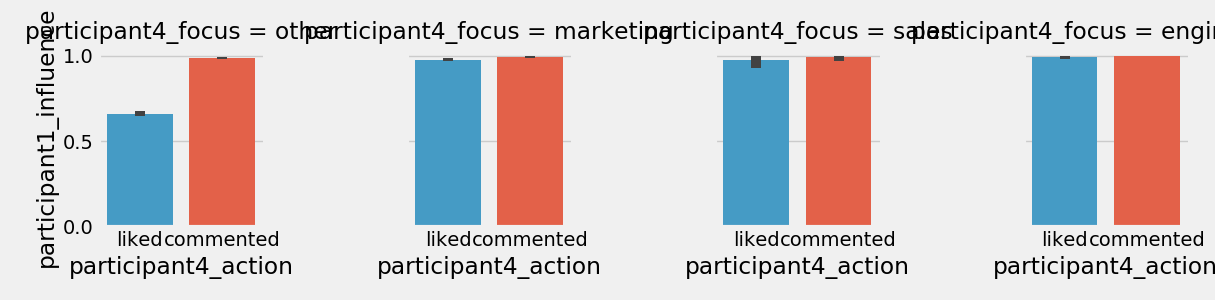 participant4_focus = other
participant4_focus = marketing
participant4_focus = sales
participant4_focus = engin
participant1_influence
1.0
0.5
0.0
liked commented
liked commented
liked commented
liked commented
participant4_action
participant4_action
participant4_action
participant4_action